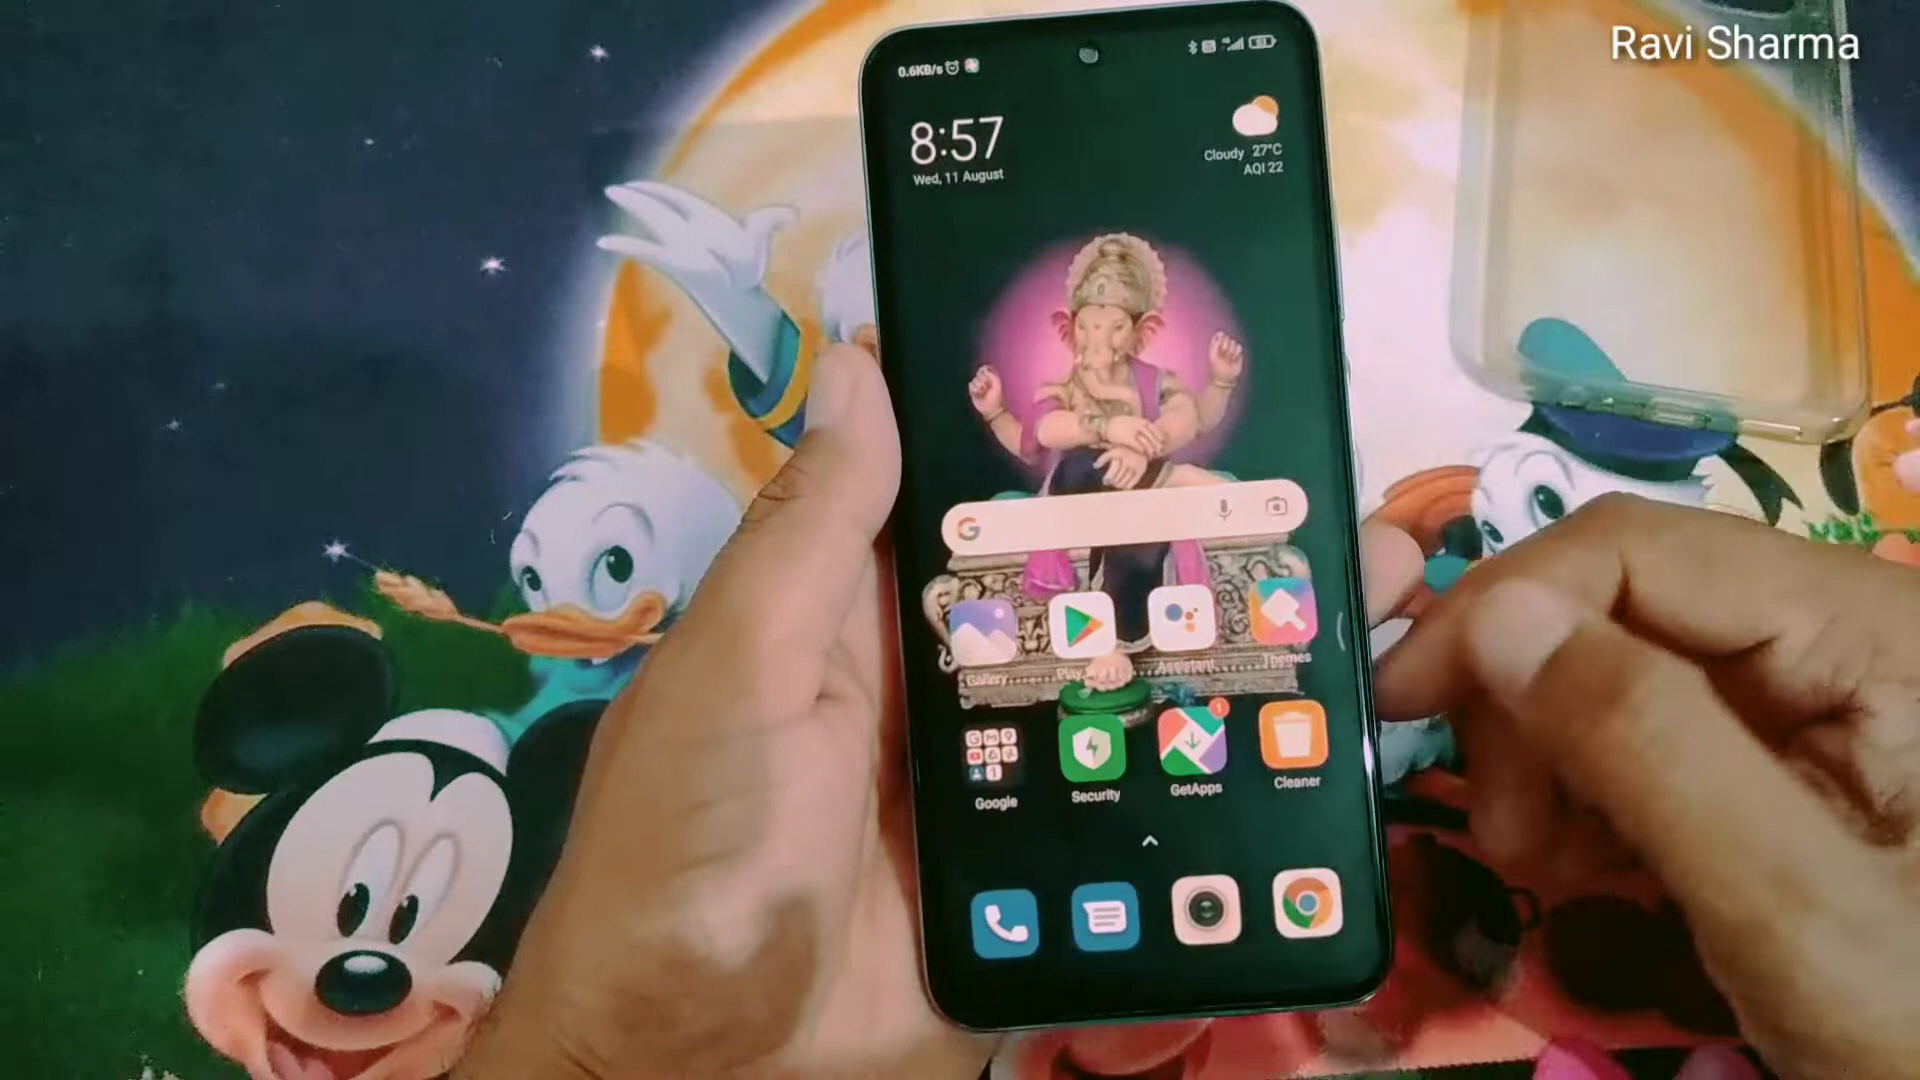 Ravi Sharma
0.6KB/s
8:57
Wed, 11 August
Cloudy 27°C
AQI 22
Gallery
Play
Assistant
Themes
Google
Security
GetApps
Cleaner
1